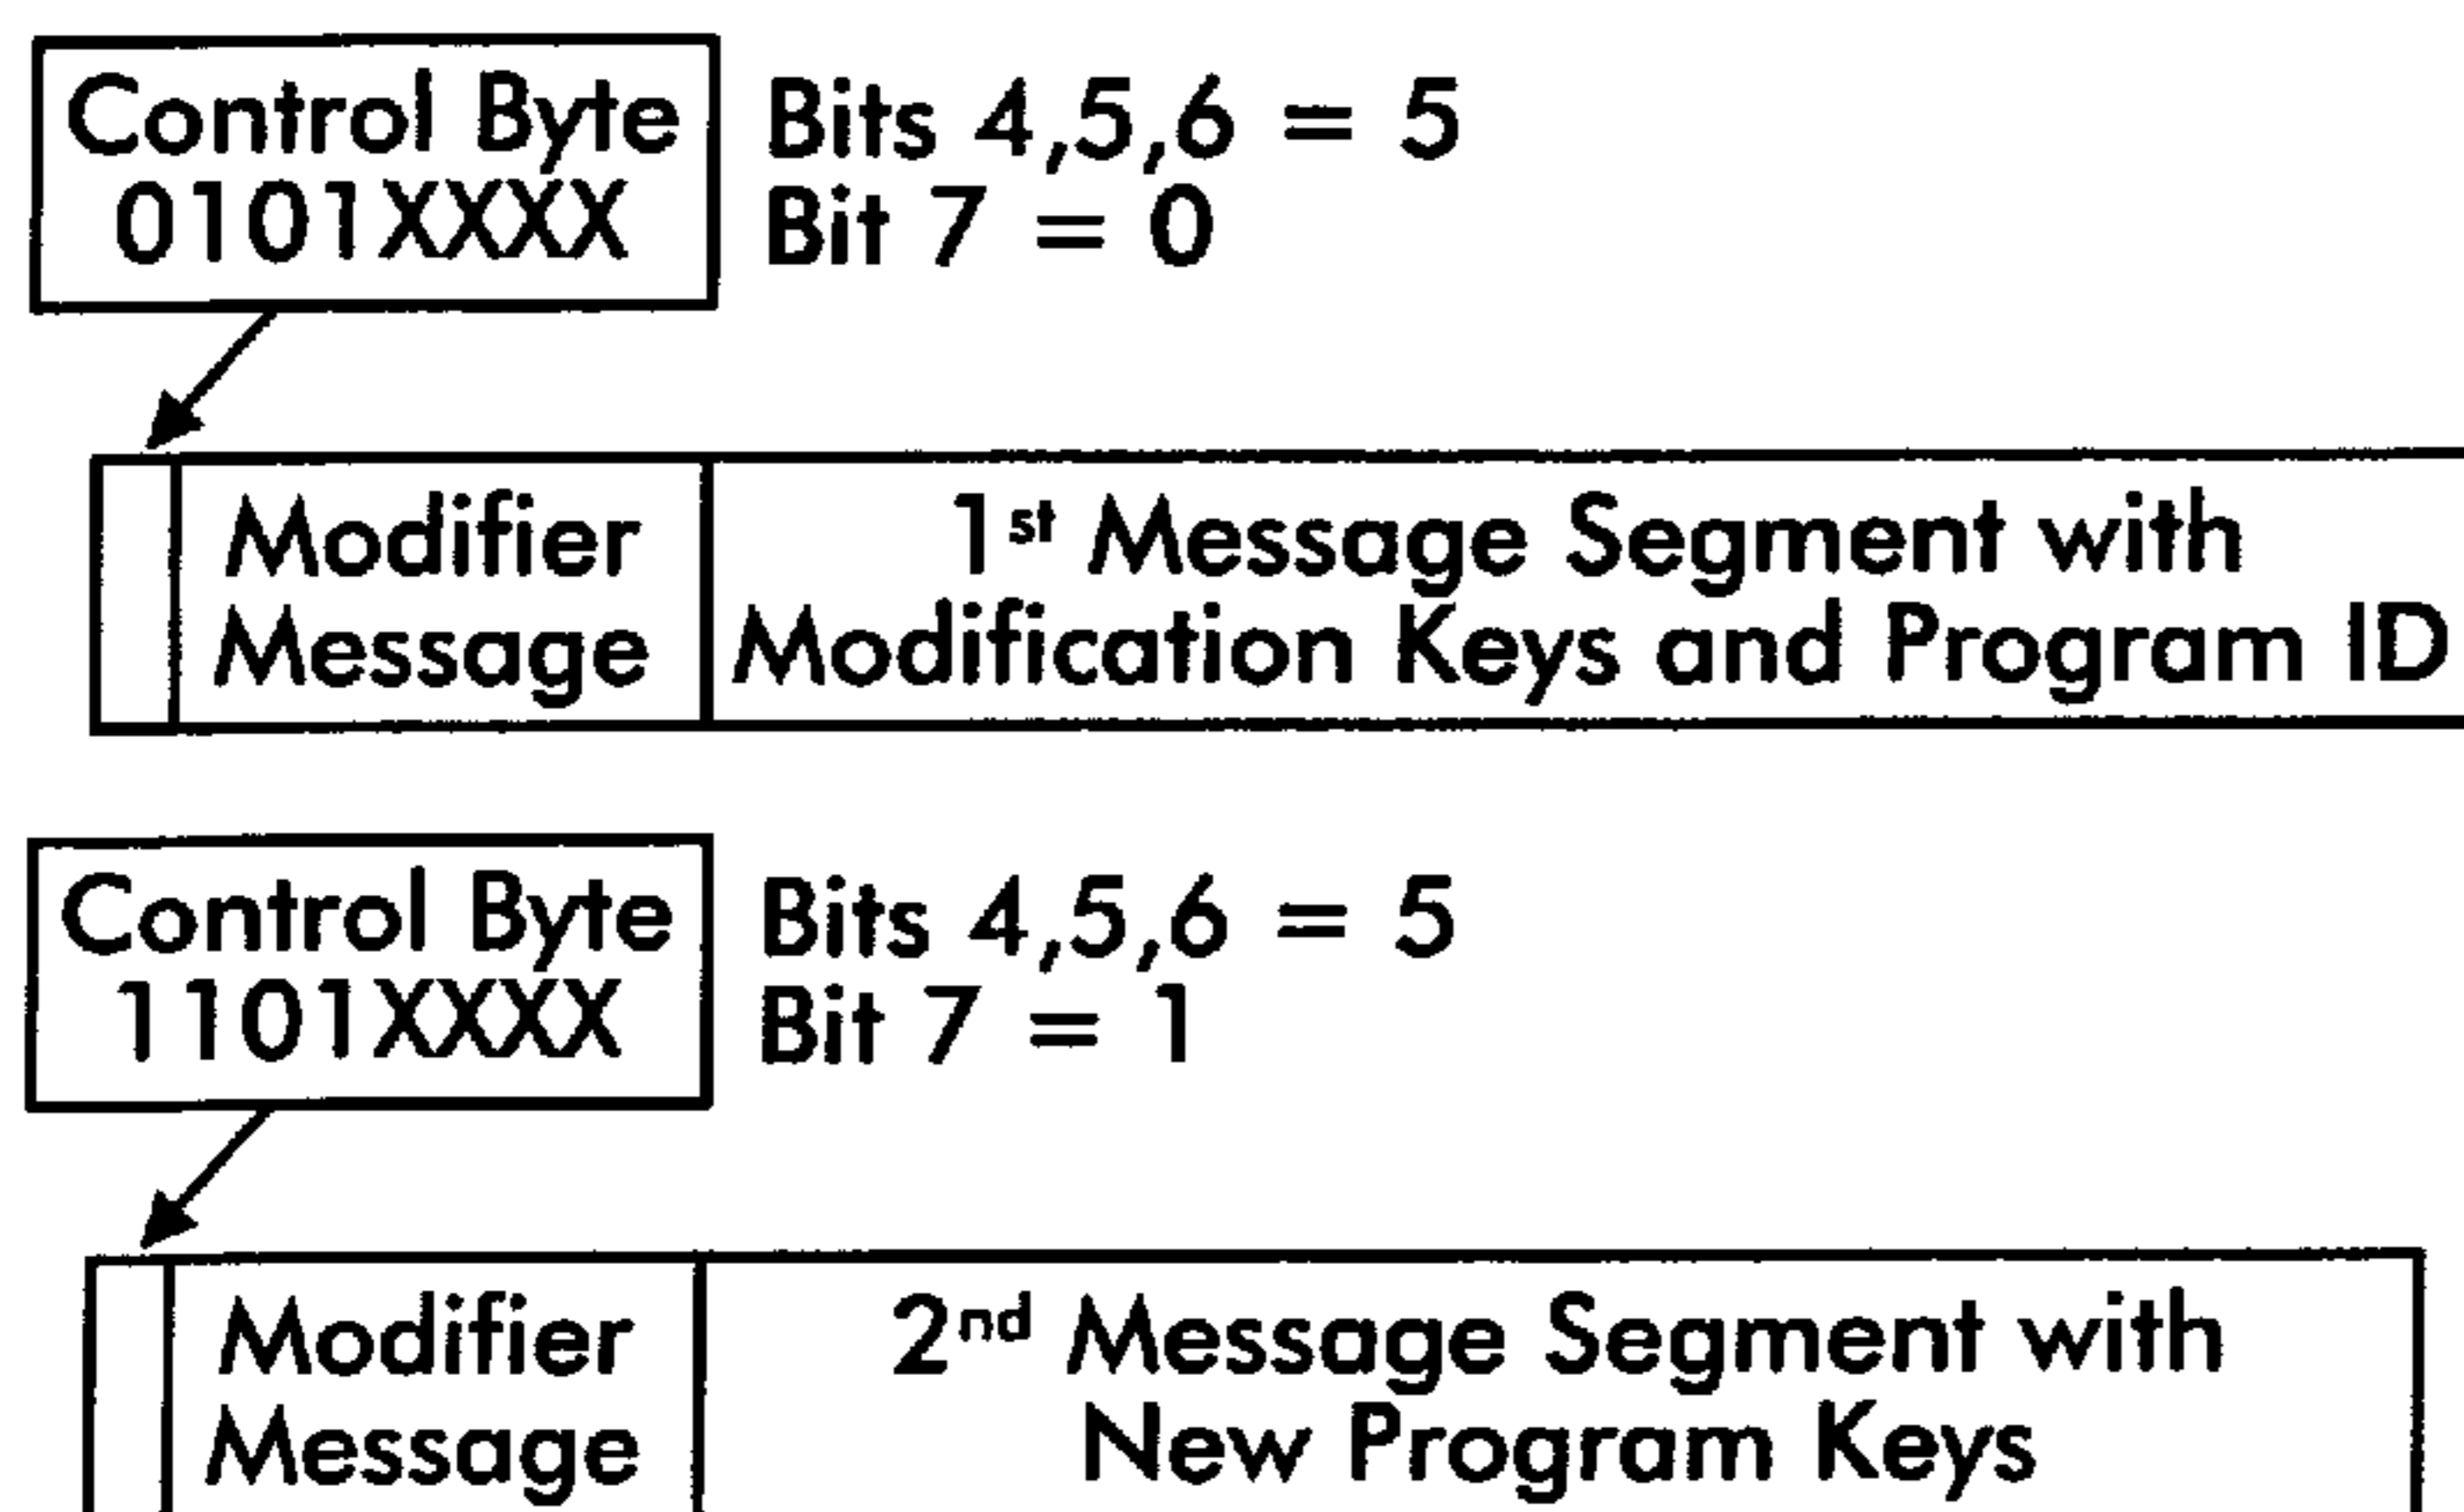 Control Byte
0101XXXX
Bits 4,5,6 = 5
Bit 7 = 0
Modifier
Message
1st Message Segment with
Modification Keys and Program ID
Control Byte
1101XXXX
Bits 4,5,6 = 5
Bit 7 = 1
Modifier
Message
2nd Message Segment with
New Program Keys